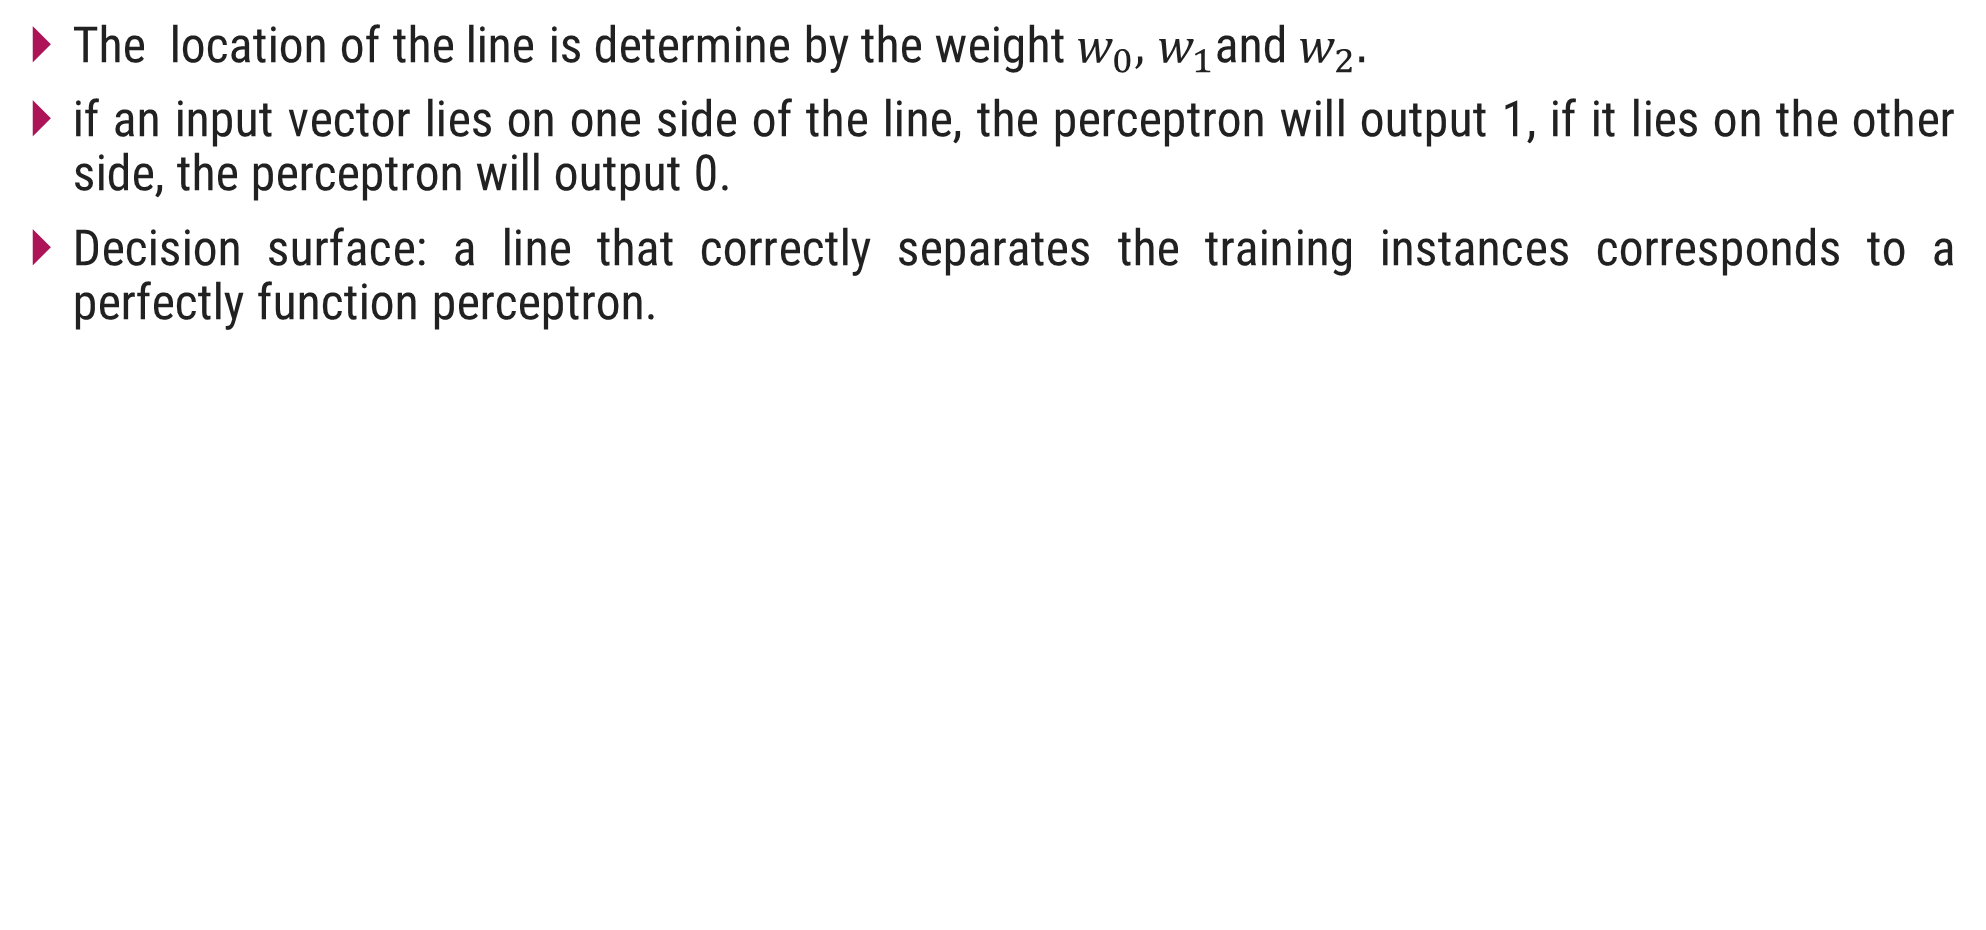 The location of the line is determine by the weight w₀, w₁and w₂.
if an input vector lies on one side of the line, the perceptron will output 1, if it lies on the other
side, the perceptron will output 0.
Decision surface: a line that correctly separates the training instances corresponds to a
perfectly function perceptron.